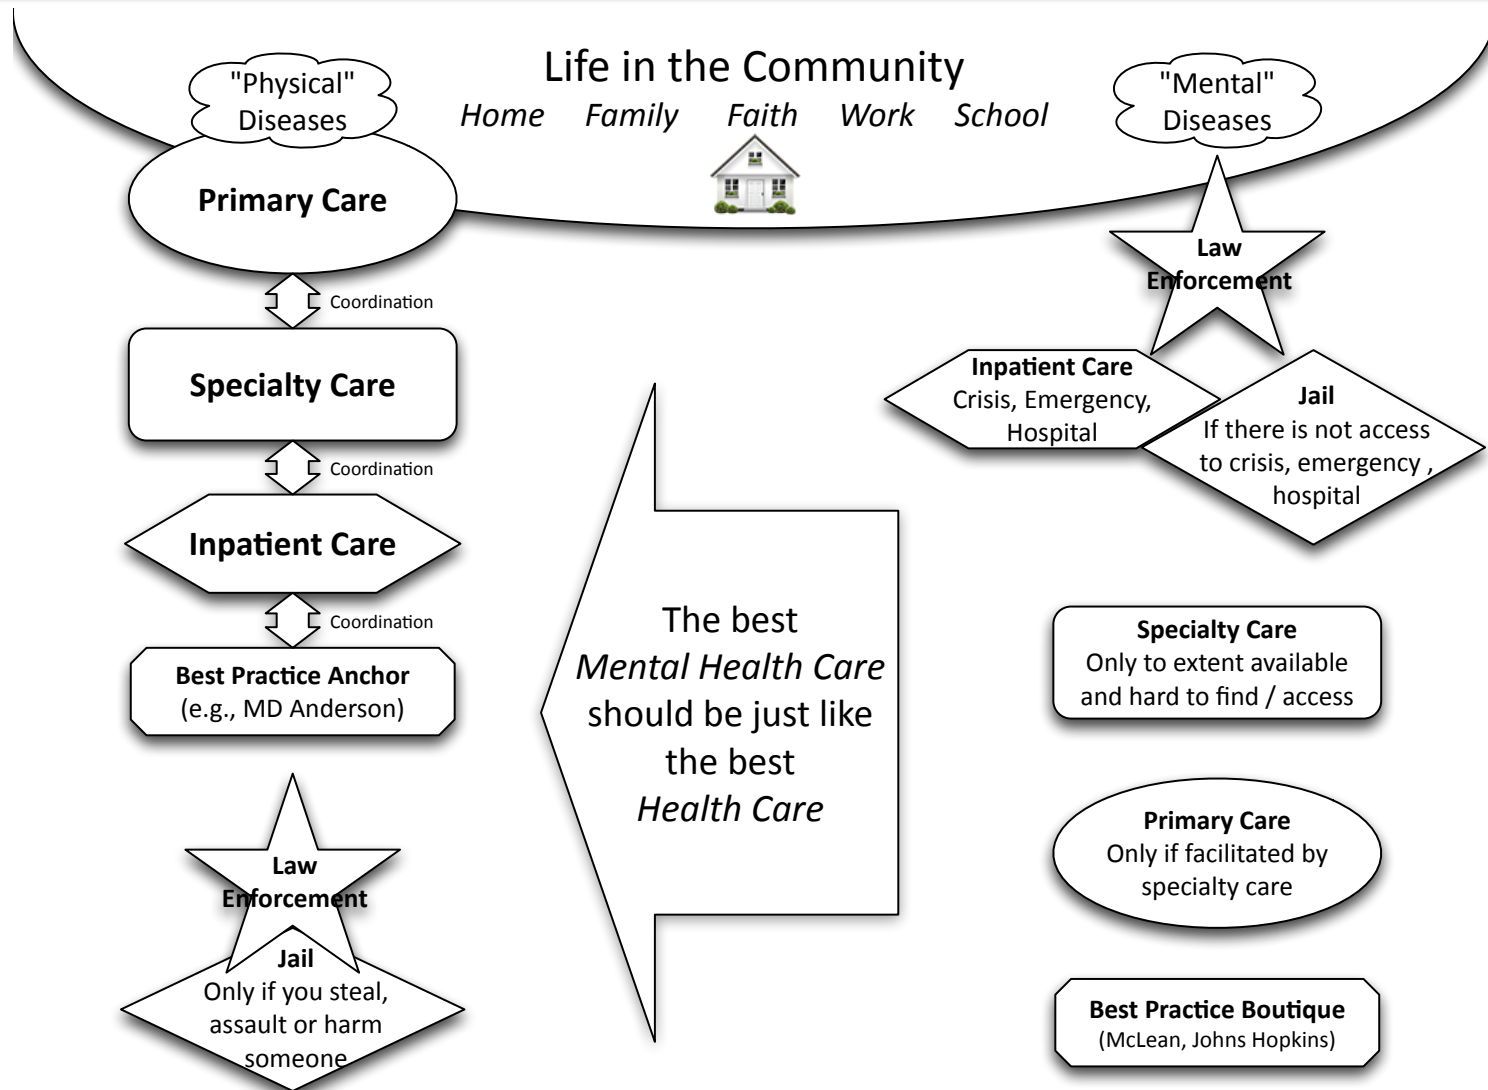 Life in the Community
Home Family Faith Work School
"Physical"
Diseases
Primary Care
Coordination
Specialty Care
Coordination
Inpatient Care
Coordination
Best Practice Anchor
(e.g., MD Anderson)
Law
Enforcement
Jail
Only if you steal,
assault or harm
someone
The best
Mental Health Care
should be just like
the best
Health Care
"Mental"
Diseases
Law
Enforcement
Inpatient Care
Crisis, Emergency,
Hospital
Jail
If there is not access
to crisis, emergency ,
hospital
Specialty Care
Only to extent available
and hard to find / access
Primary Care
Only if facilitated by
specialty care
Best Practice Boutique
(McLean, Johns Hopkins)